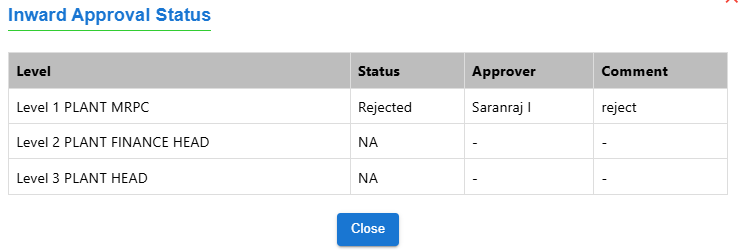 Inward Approval Status
Level Status Approver Comment
Level 1 PLANT MRPC Rejected Saranraj I reject
Level 2 PLANT FINANCE HEAD NA - -
Level 3 PLANT HEAD NA - -
Close